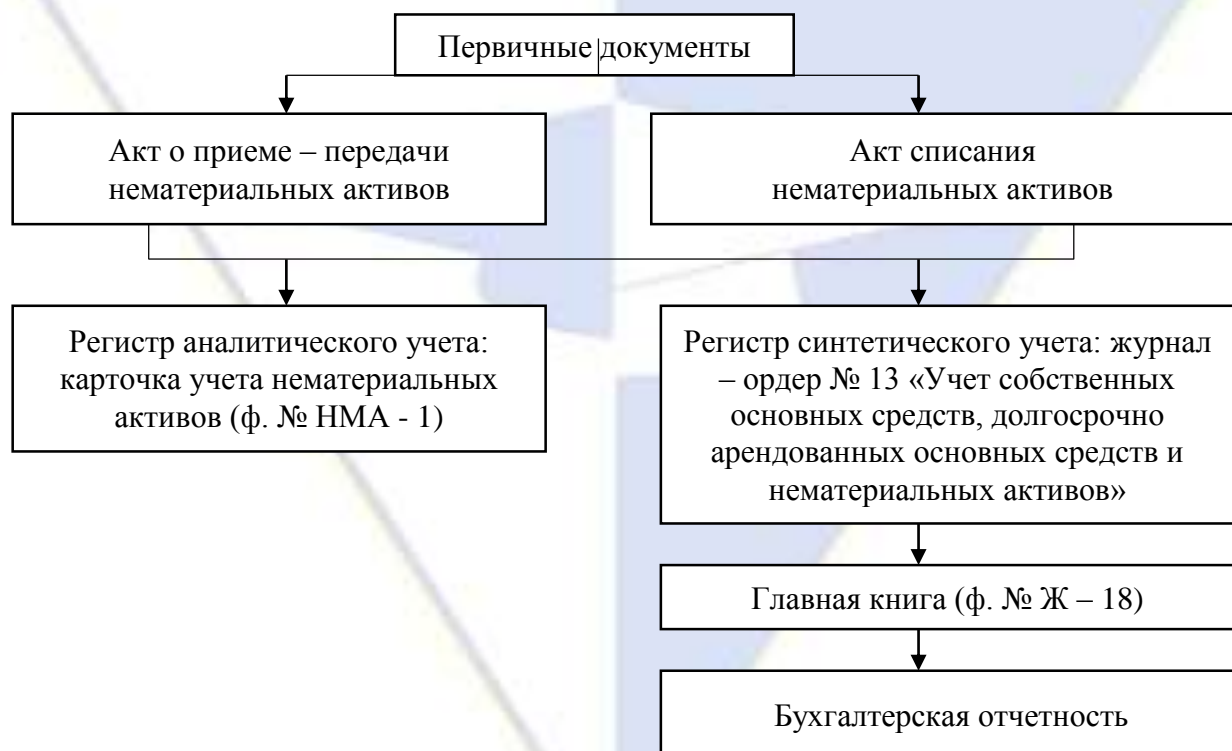 Первичные документы
Акт о приеме – передачи
нематериальных активов
Акт списания
нематериальных активов
Регистр аналитического учета:
карточка учета нематериальных
активов (ф. № НМА - 1)
Регистр синтетического учета: журнал
– ордер № 13 «Учет собственных
основных средств, долгосрочно
арендованных основных средств и
нематериальных активов»
Главная книга (ф. № Ж – 18)
Бухгалтерская отчетность